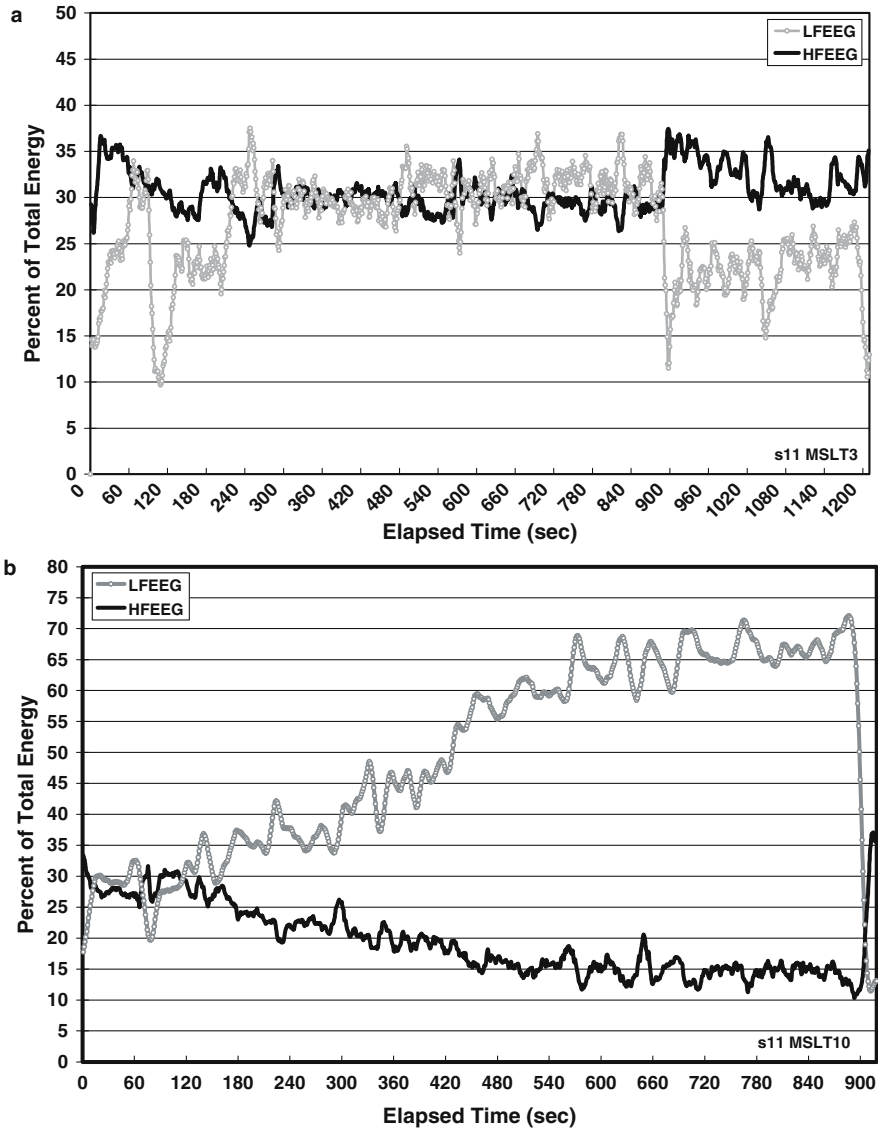 a
50
45
40
35
30
25
20
15
10
5
0
Percent of Total Energy
LFEEG
HFEEG
s11 MSLT3
0 60 120 180 240 300 360 420 480 540 600 660 720 780 840 900 960 1020 1080 1140 1200
Elapsed Time (sec)
b
80
75
70
65
60
55
50
45
40
35
30
25
20
15
10
5
0
Percent of Total Energy
LFEEG
HFEEG
s11 MSLT10
0 60 120 180 240 300 360 420 480 540 600 660 720 780 840 900
Elapsed Time (sec)